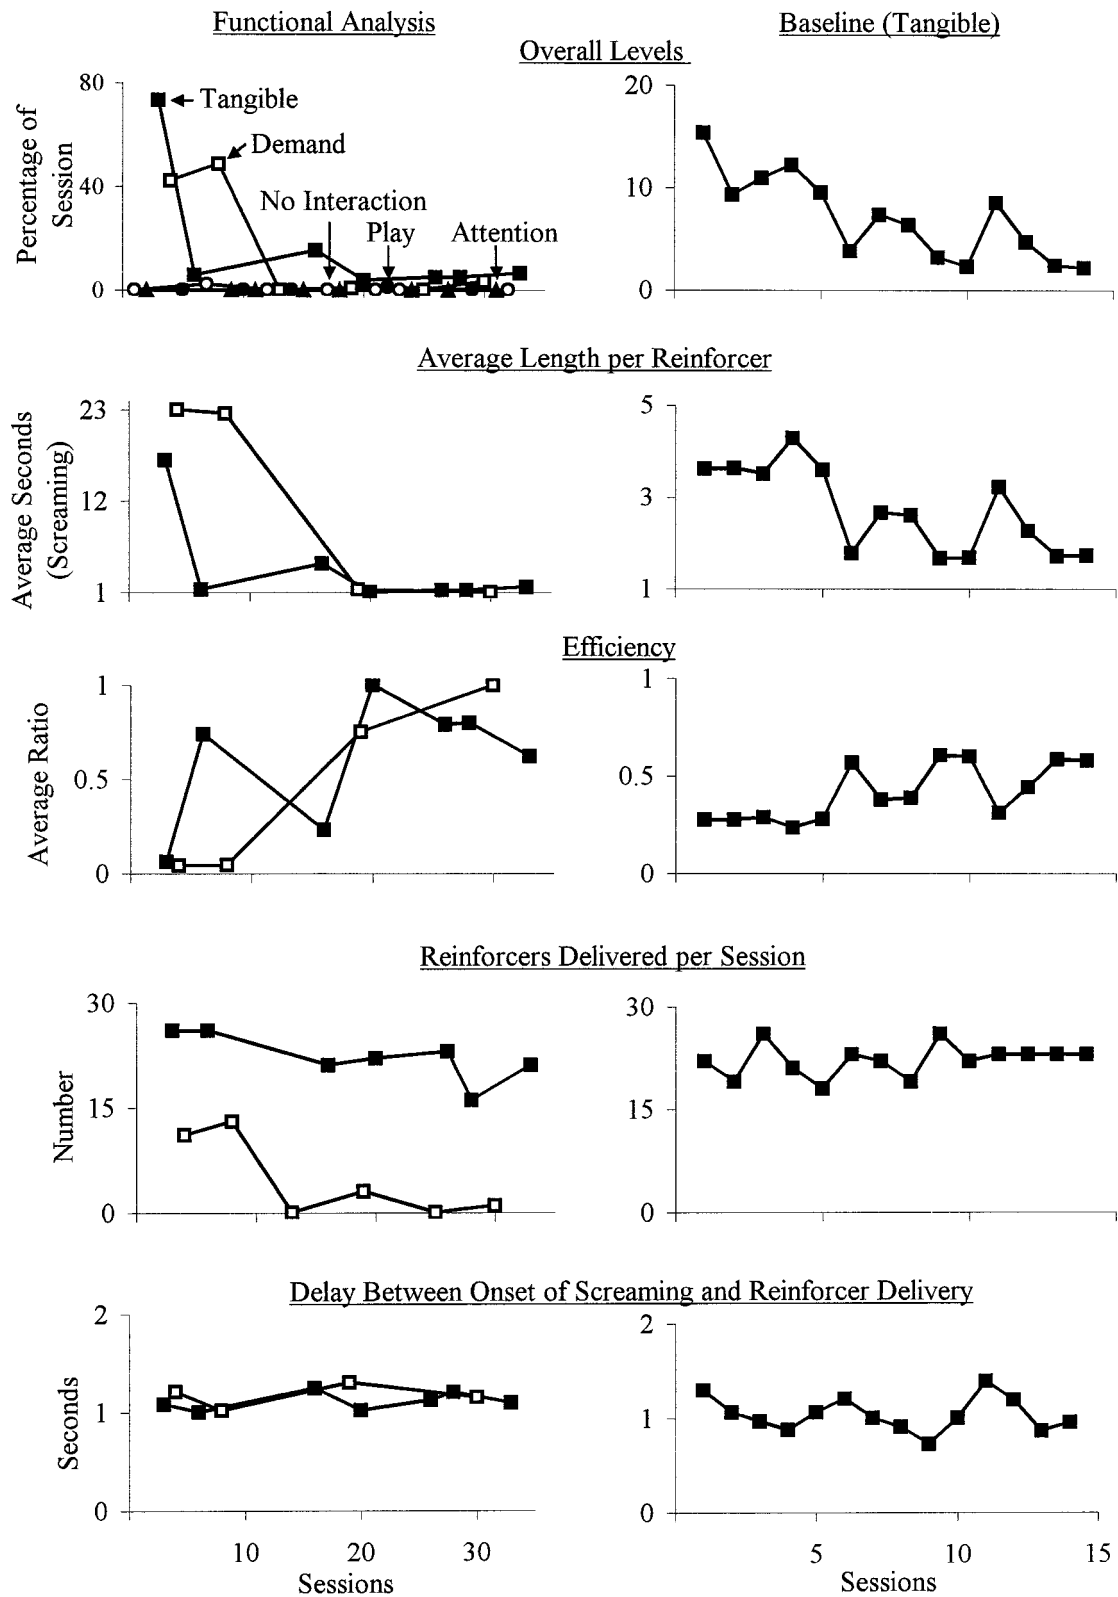 Functional Analysis
Baseline (Tangible)
Overall Levels
Percentage of
Session
80
40
0
Tangible
Demand
No Interaction
Play
Attention
20
10
0
Average Length per Reinforcer
Average Seconds
(Screaming)
23
12
1
5
3
1
Efficiency
Average Ratio
1
0.5
0
1
0.5
0
Reinforcers Delivered per Session
Number
30
15
0
30
15
0
Delay Between Onset of Screaming and Reinforcer Delivery
Seconds
2
1
0
10 20 30
Sessions
2
1
0
5 10 15
Sessions